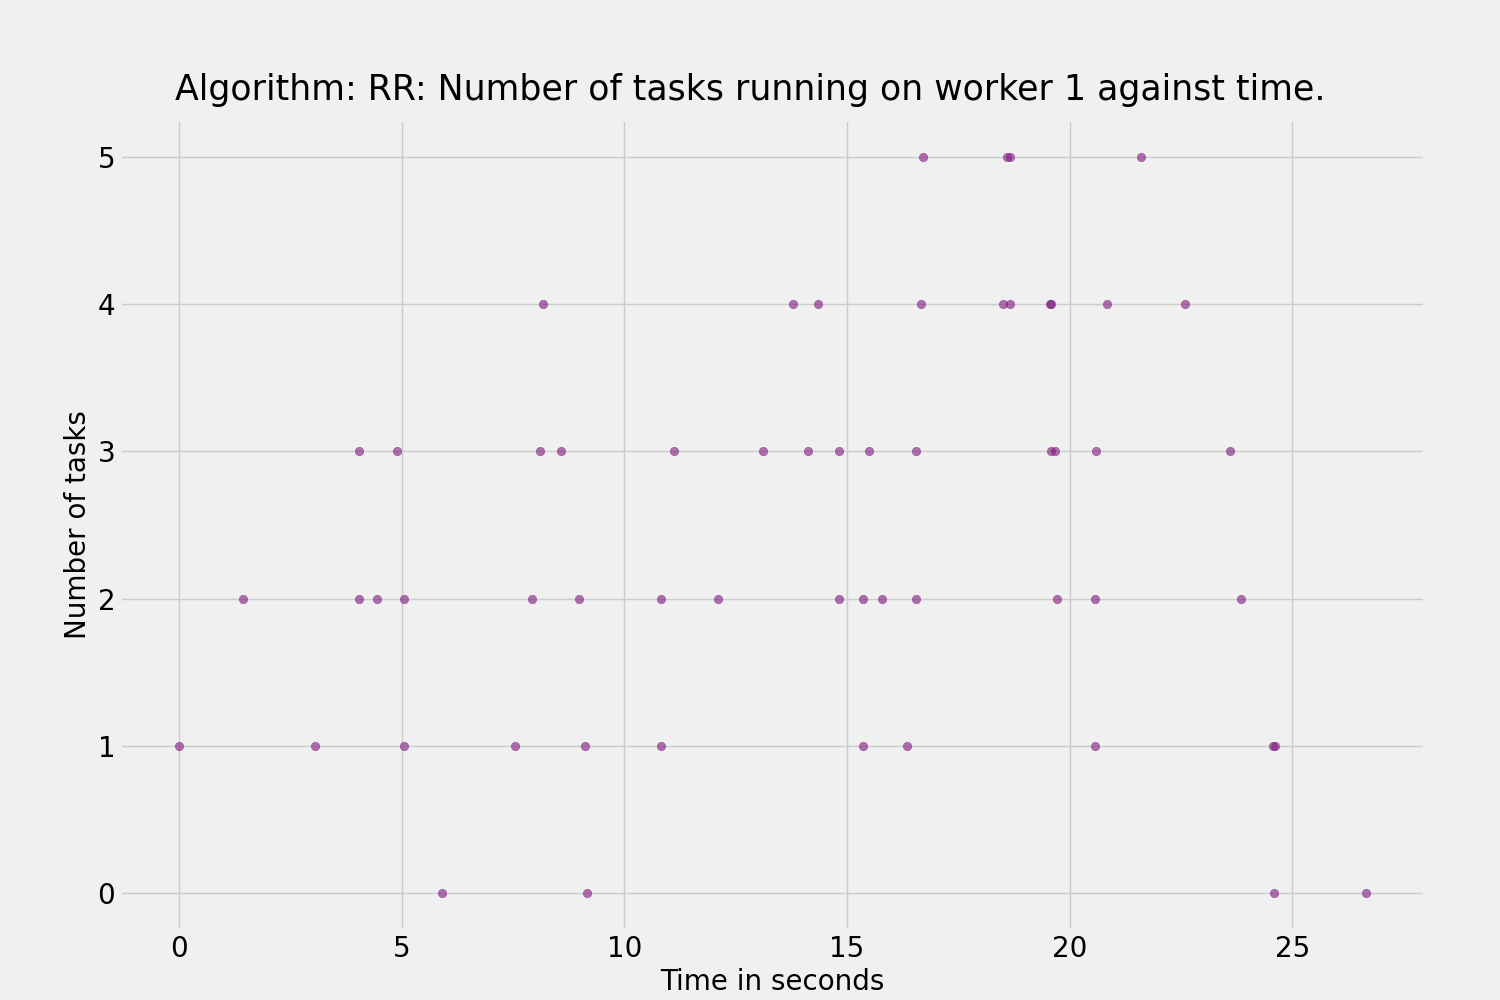 Algorithm: RR: Number of tasks running on worker 1 against time.
5
4
3
2
1
0
Number of tasks
0 5 10 15 20 25
Time in seconds